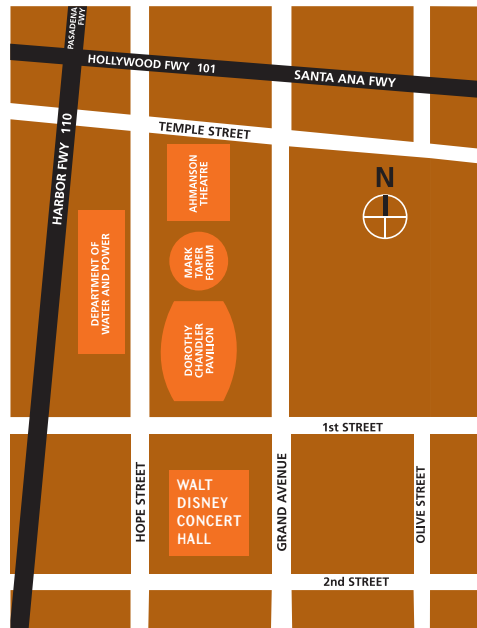 PASADENA
FWY
HOLLYWOOD FWY 101
SANTA ANA FWY
TEMPLE STREET
HARBOR FWY 110
AHMANSON
THEATRE
N
DEPARTMENT OF
WATER AND POWER
MARK
TAPER
FORUM
DOROTHY
CHANDLER
PAVILION
1st STREET
HOPE STREET
WALT
DISNEY
CONCERT
HALL
GRAND AVENUE
OLIVE STREET
2nd STREET